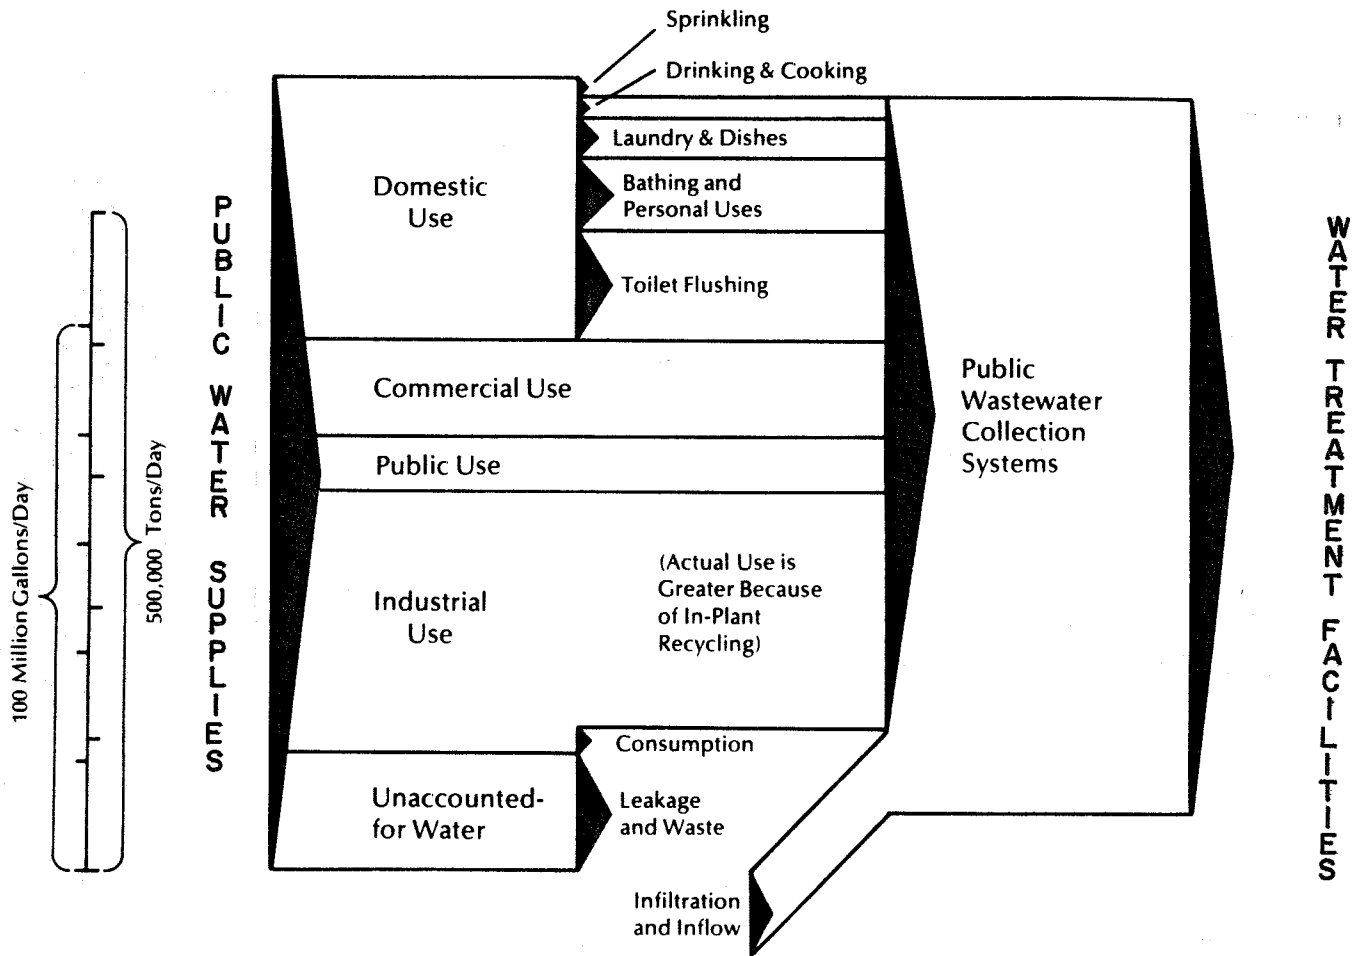 Sprinkling
Drinking & Cooking
Laundry & Dishes
Bathing and
Personal Uses
Toilet Flushing
Domestic
Use
Commercial Use
Public Use
Industrial
Use
(Actual Use is
Greater Because
of In-Plant
Recycling)
Consumption
Unaccounted-
for Water
Leakage
and Waste
Infiltration
and Inflow
Public
Wastewater
Collection
Systems
100 Million Gallons/Day
500,000 Tons/Day
PUBLIC WATER SUPPLIES
WATER TREATMENT FACILITIES